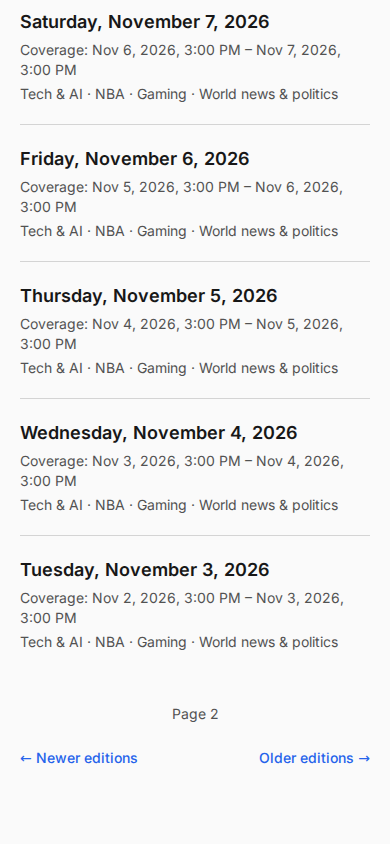 Saturday, November 7, 2026
Coverage: Nov 6, 2026, 3:00 PM – Nov 7, 2026,
3:00 PM
Tech & AI · NBA · Gaming · World news & politics
Friday, November 6, 2026
Coverage: Nov 5, 2026, 3:00 PM – Nov 6, 2026,
3:00 PM
Tech & AI · NBA · Gaming · World news & politics
Thursday, November 5, 2026
Coverage: Nov 4, 2026, 3:00 PM – Nov 5, 2026,
3:00 PM
Tech & AI · NBA · Gaming · World news & politics
Wednesday, November 4, 2026
Coverage: Nov 3, 2026, 3:00 PM – Nov 4, 2026,
3:00 PM
Tech & AI · NBA · Gaming · World news & politics
Tuesday, November 3, 2026
Coverage: Nov 2, 2026, 3:00 PM – Nov 3, 2026,
3:00 PM
Tech & AI · NBA · Gaming · World news & politics
Page 2
← Newer editions
Older editions →